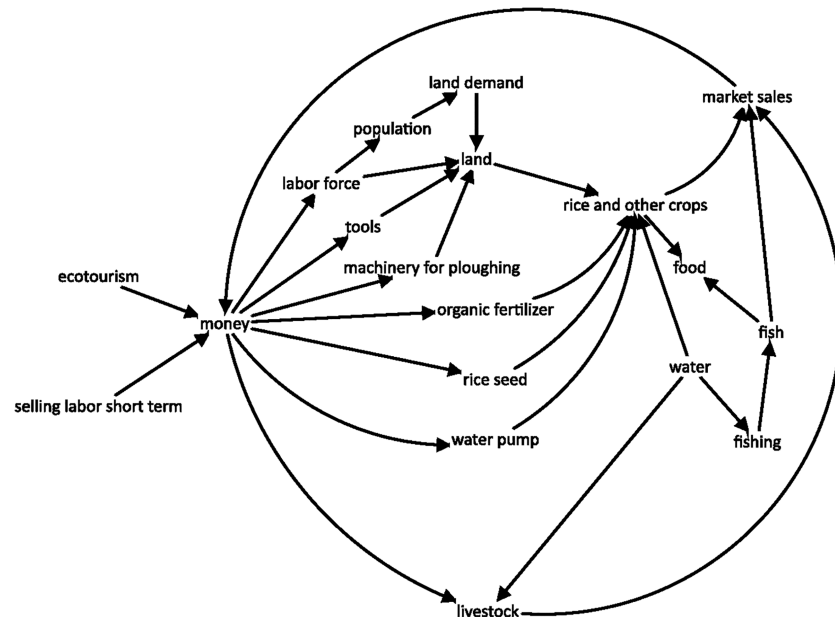 land demand
market sales
population
land
labor force
rice and other crops
tools
machinery for ploughing
food
ecotourism
organic fertilizer
money
fish
water
rice seed
selling labor short term
water pump
fishing
livestock